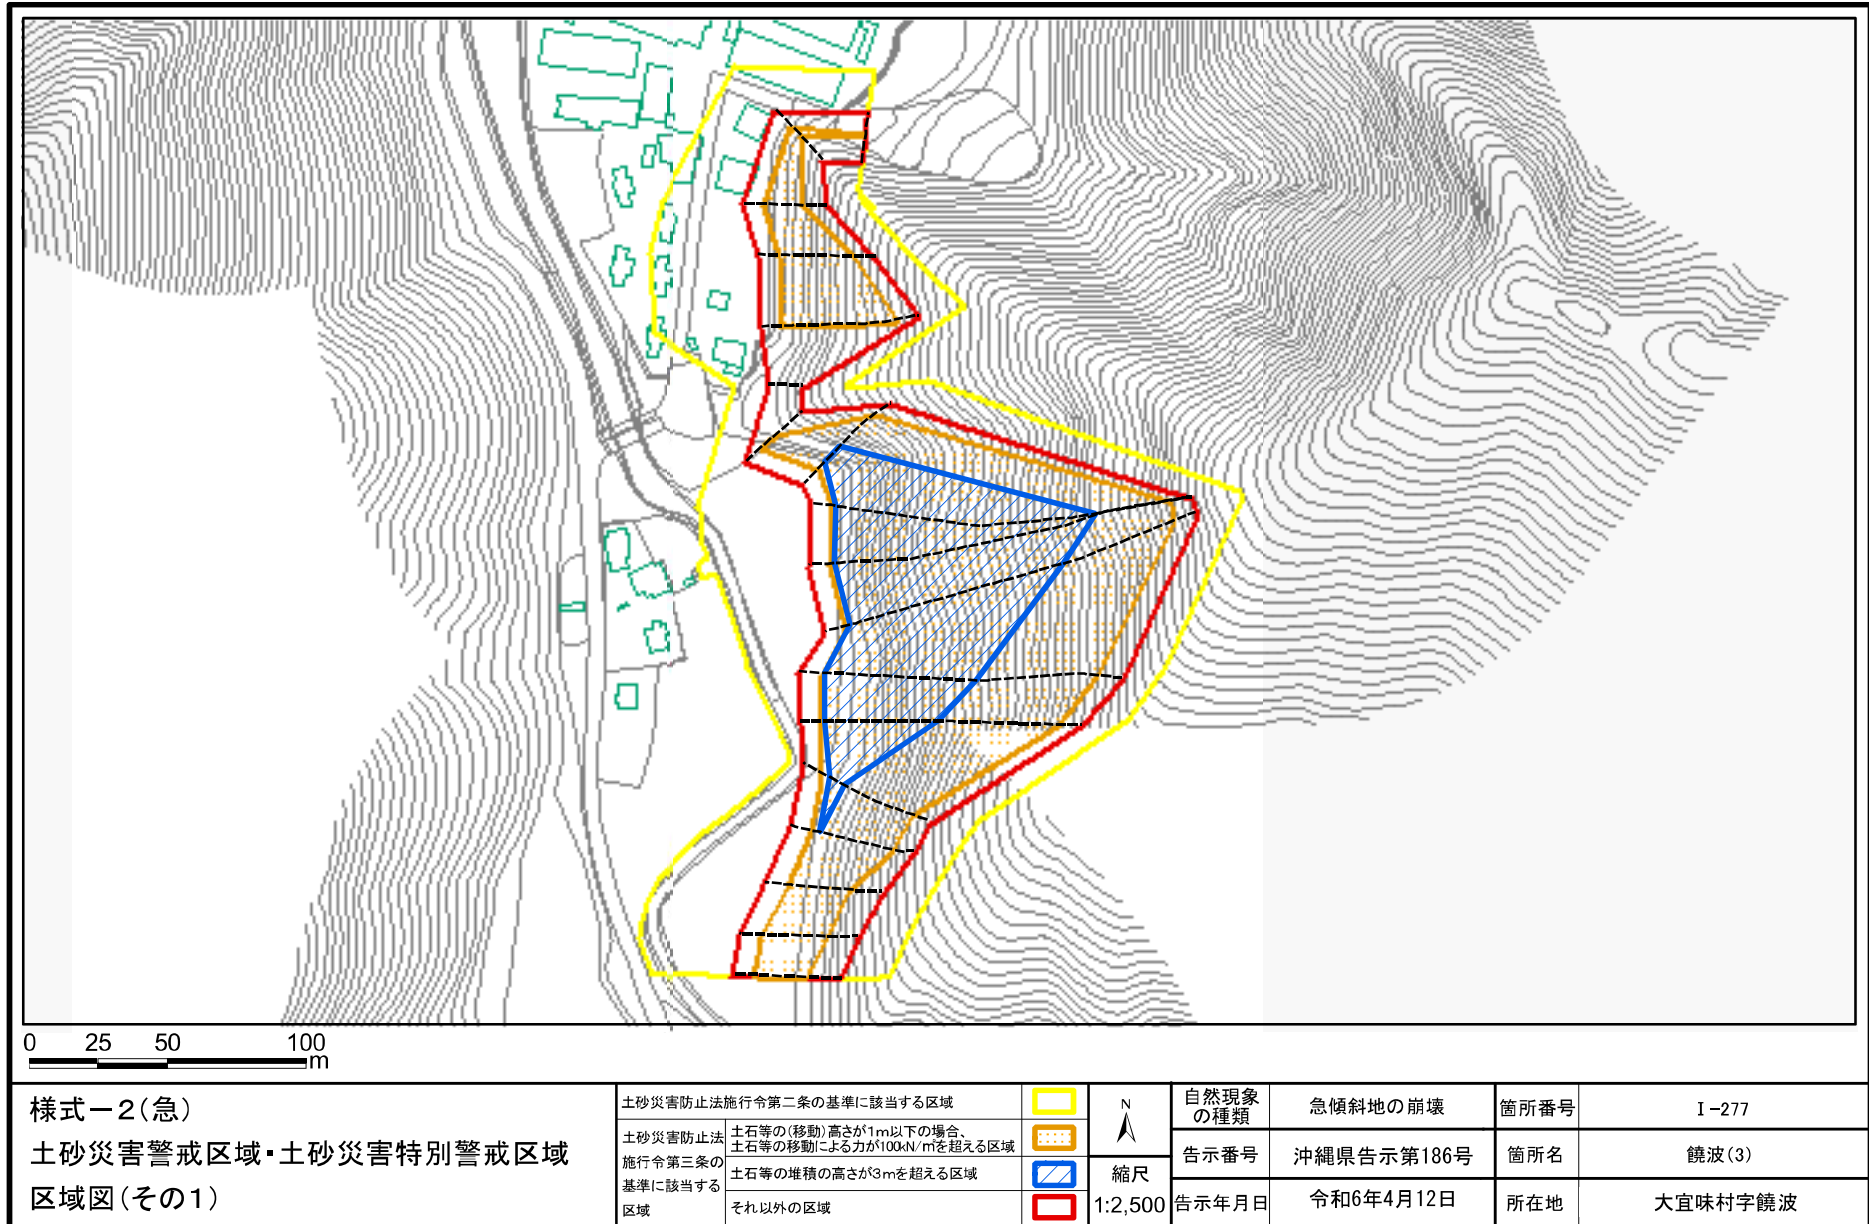 0 25 50 100
m
様式－2(急)
土砂災害警戒区域･土砂災害特別警戒区域
区域図(その1)
土砂災害防止法施行令第二条の基準に該当する区域
土砂災害防止法
施行令第三条の
基準に該当する
区域
土石等の(移動)高さが1m以下の場合、
土石等の移動による力が100kN/㎡を超える区域
土石等の堆積の高さが3mを超える区域
それ以外の区域
N
縮尺
1:2,500
自然現象
の種類
急傾斜地の崩壊
箇所番号
I-277
告示番号
沖縄県告示第186号
箇所名
饒波(3)
告示年月日
令和6年4月12日
所在地
大宜味村字饒波